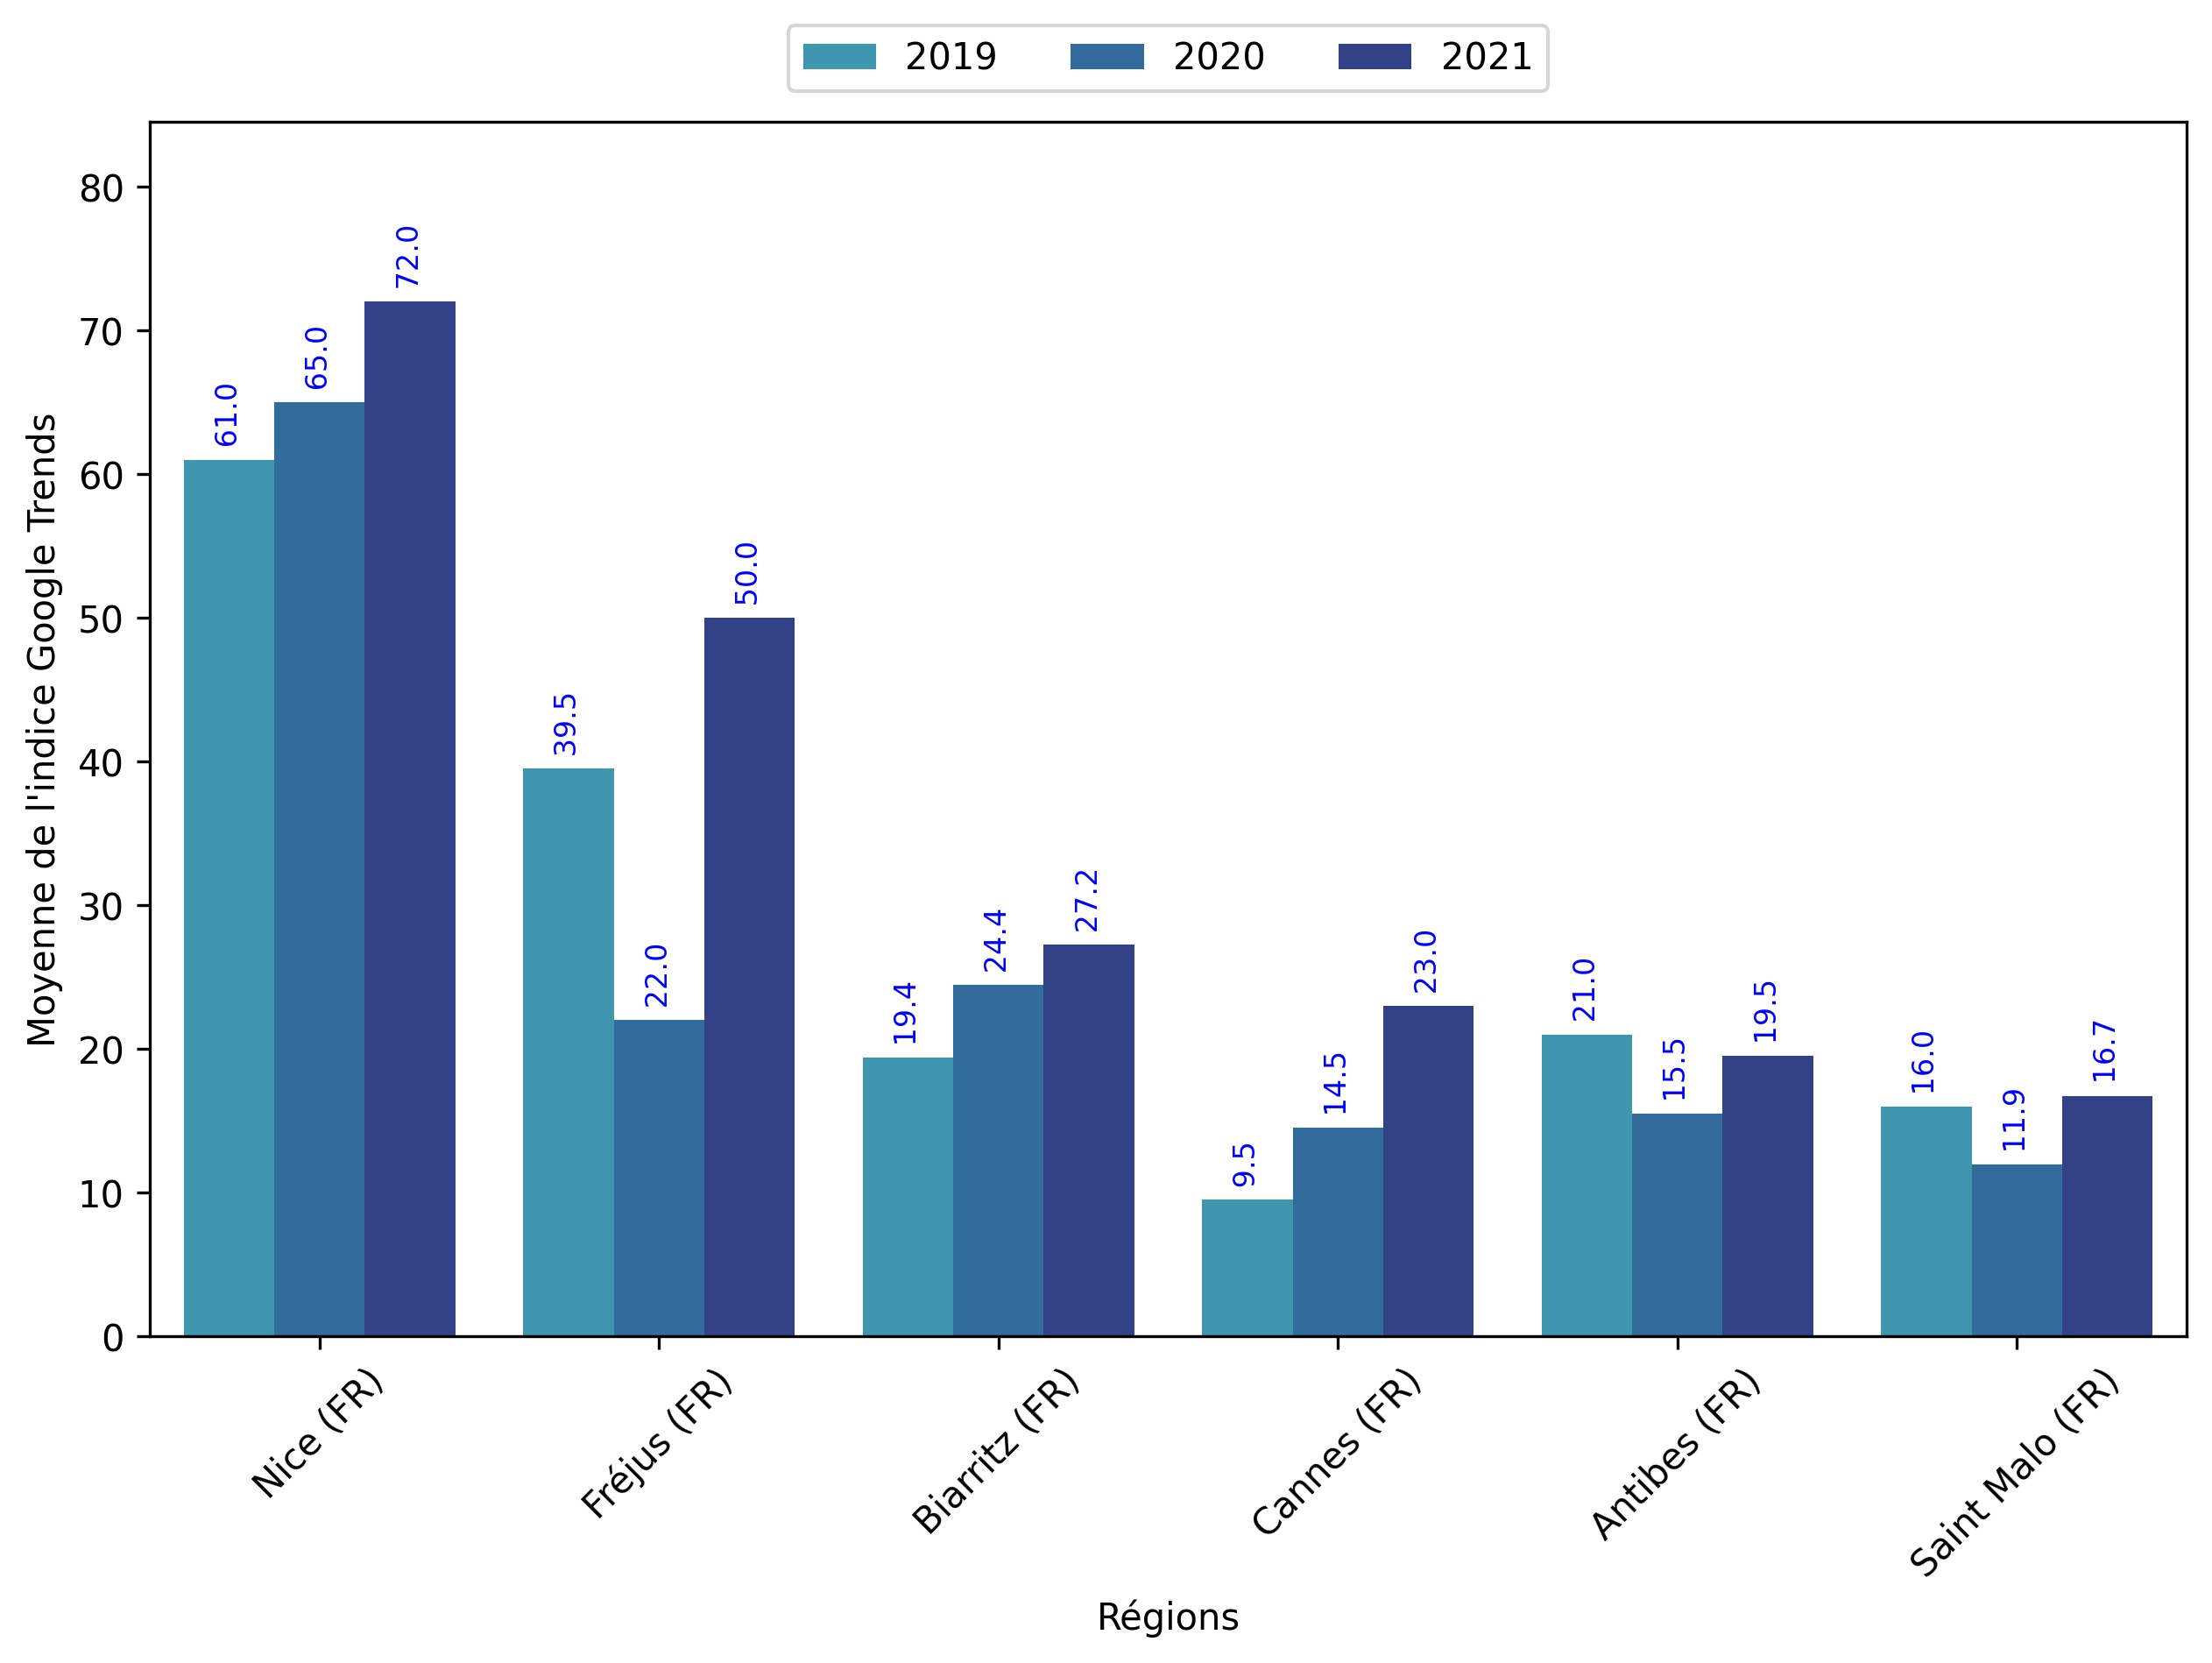 2019 2020 2021
Moyenne de l'indice Google Trends
80
70
60
50
40
30
20
10
0
61.0 65.0 72.0
39.5 22.0 50.0
19.4 24.4 27.2
9.5 14.5 23.0
21.0 15.5 19.5
16.0 11.9 16.7
Nice (FR)
Fréjus (FR)
Biarritz (FR)
Cannes (FR)
Antibes (FR)
Saint Malo (FR)
Régions